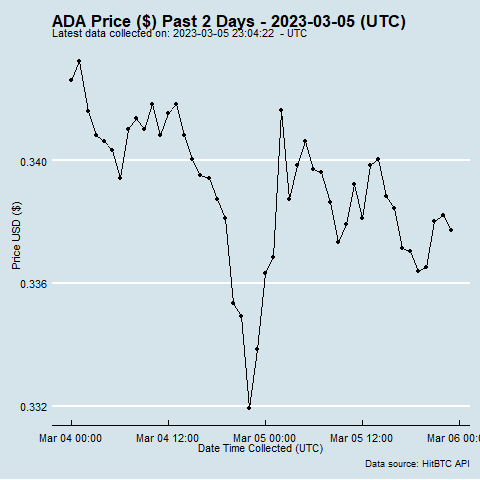 ADA Price ($) Past 2 Days - 2023-03-05 (UTC)
Latest data collected on: 2023-03-05 23:04:22 - UTC
Price USD ($)
0.340
0.336
0.332
Mar 04 00:00 Mar 04 12:00 Mar 05 00:00 Mar 05 12:00 Mar 06 00:0
Date Time Collected (UTC)
Data source: HitBTC API